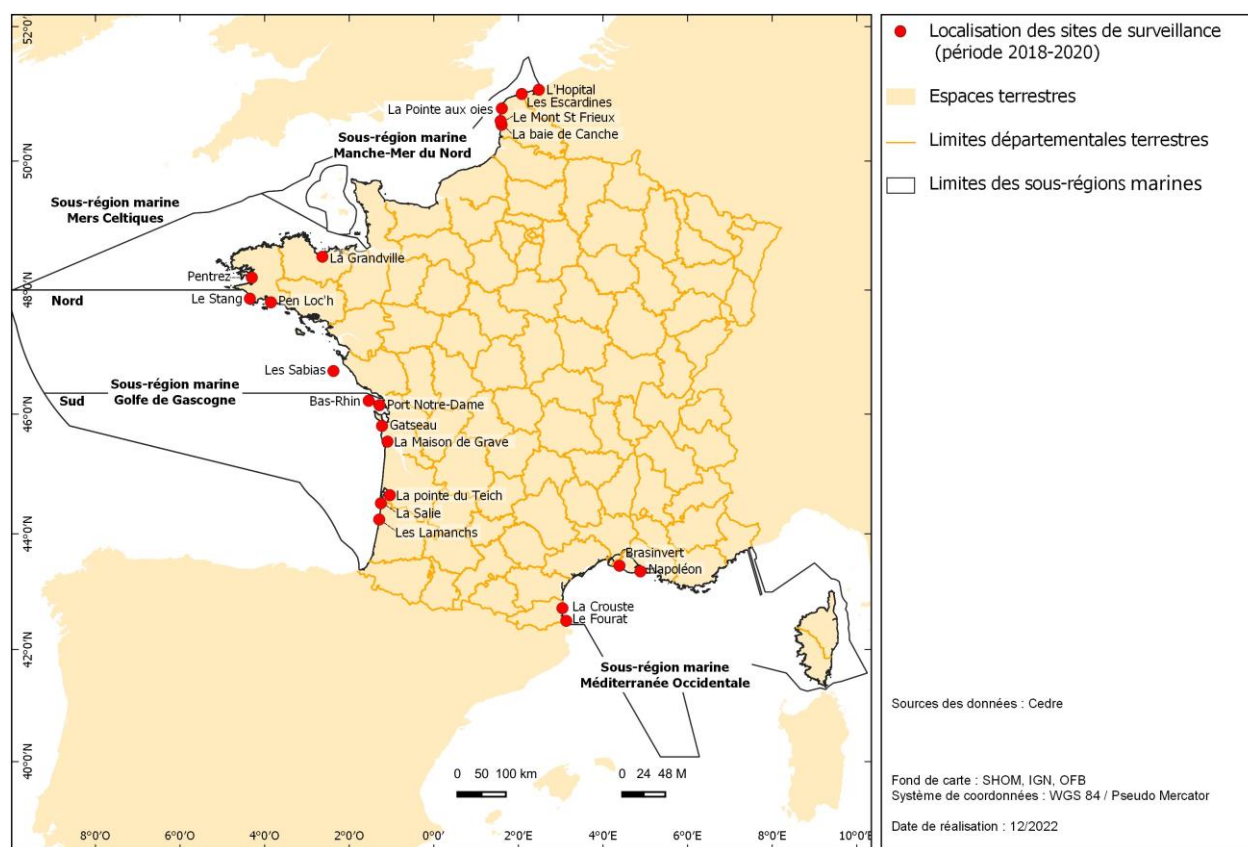 52°0'
50°0'N
48°0'N
46°0'N
44°0'N
42°0'N
40°0'N
L'Hopital
Les Escardines
La Pointe aux oies
Le Mont St Frieux
La baie de Canche
Sous-région marine
Manche-Mer du Nord
Sous-région marine
Mers Celtiques
La Grandville
Pentrez
Nord
Le Stang
Pen Loc'h
Les Sabias
Sous-région marine
Golfe de Gascogne
Sud
Bas-Rhin
Port Notre-Dame
Gatseau
La Maison de Grave
La pointe du Teich
La Salie
Les Lamanchs
Brasinvert
Napoléon
La Crouste
Le Fourat
Sous-région marine
Méditerranée Occidentale
0 50 100 km
0 24 48 M
8°0'O 6°0'O 4°0'O 2°0'O 0°0' 2°0'E 4°0'E 6°0'E 8°0'E 10°0'E
Localisation des sites de surveillance
(période 2018-2020)
Espaces terrestres
Limites départementales terrestres
Limites des sous-régions marines
Sources des données : Cedre
Fond de carte : SHOM, IGN, OFB
Système de coordonnées : WGS 84 / Pseudo Mercator
Date de réalisation : 12/2022